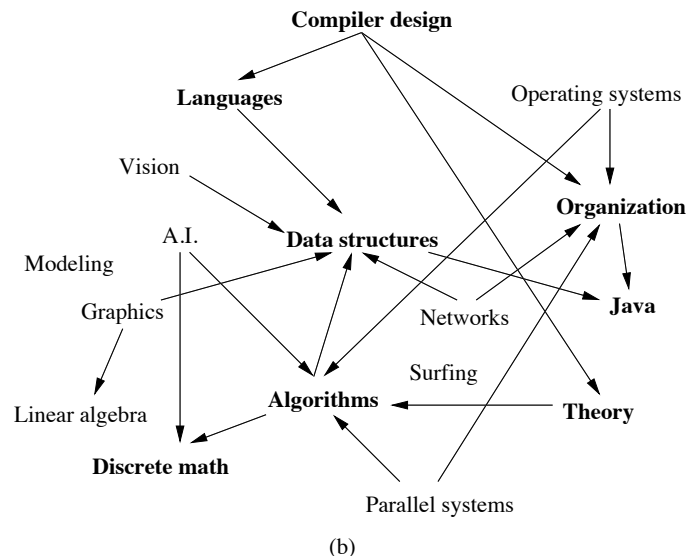 Compiler design
Languages
Operating systems
Vision
Organization
A.I.
Data structures
Modeling
Graphics
Networks
Java
Surfing
Linear algebra
Algorithms
Theory
Discrete math
Parallel systems
(b)